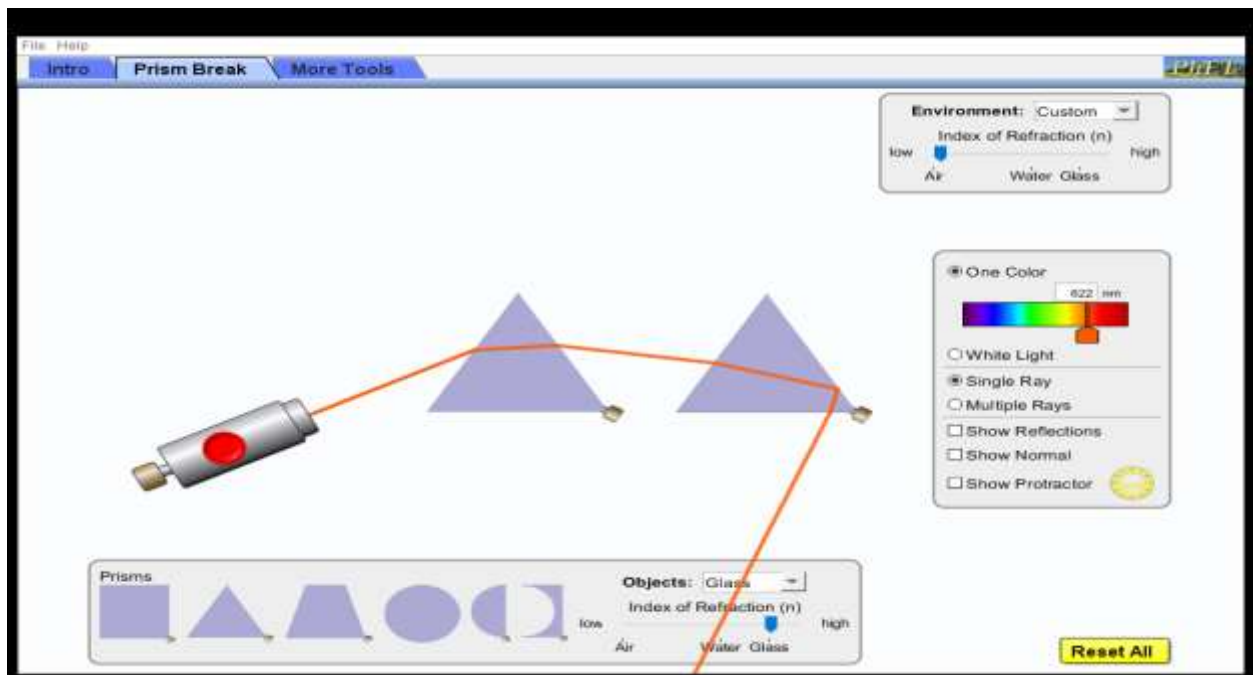 File Help
Intro Prism Break More Tools
Environment: Custom
Index of Refraction (n)
low high
Air Water Glass
One Color
622 nm
White Light
Single Ray
Multiple Rays
Show Reflections
Show Normal
Show Protractor
Prisms
Objects: Glass
Index of Refraction (n)
low high
Air Water Glass
Reset All